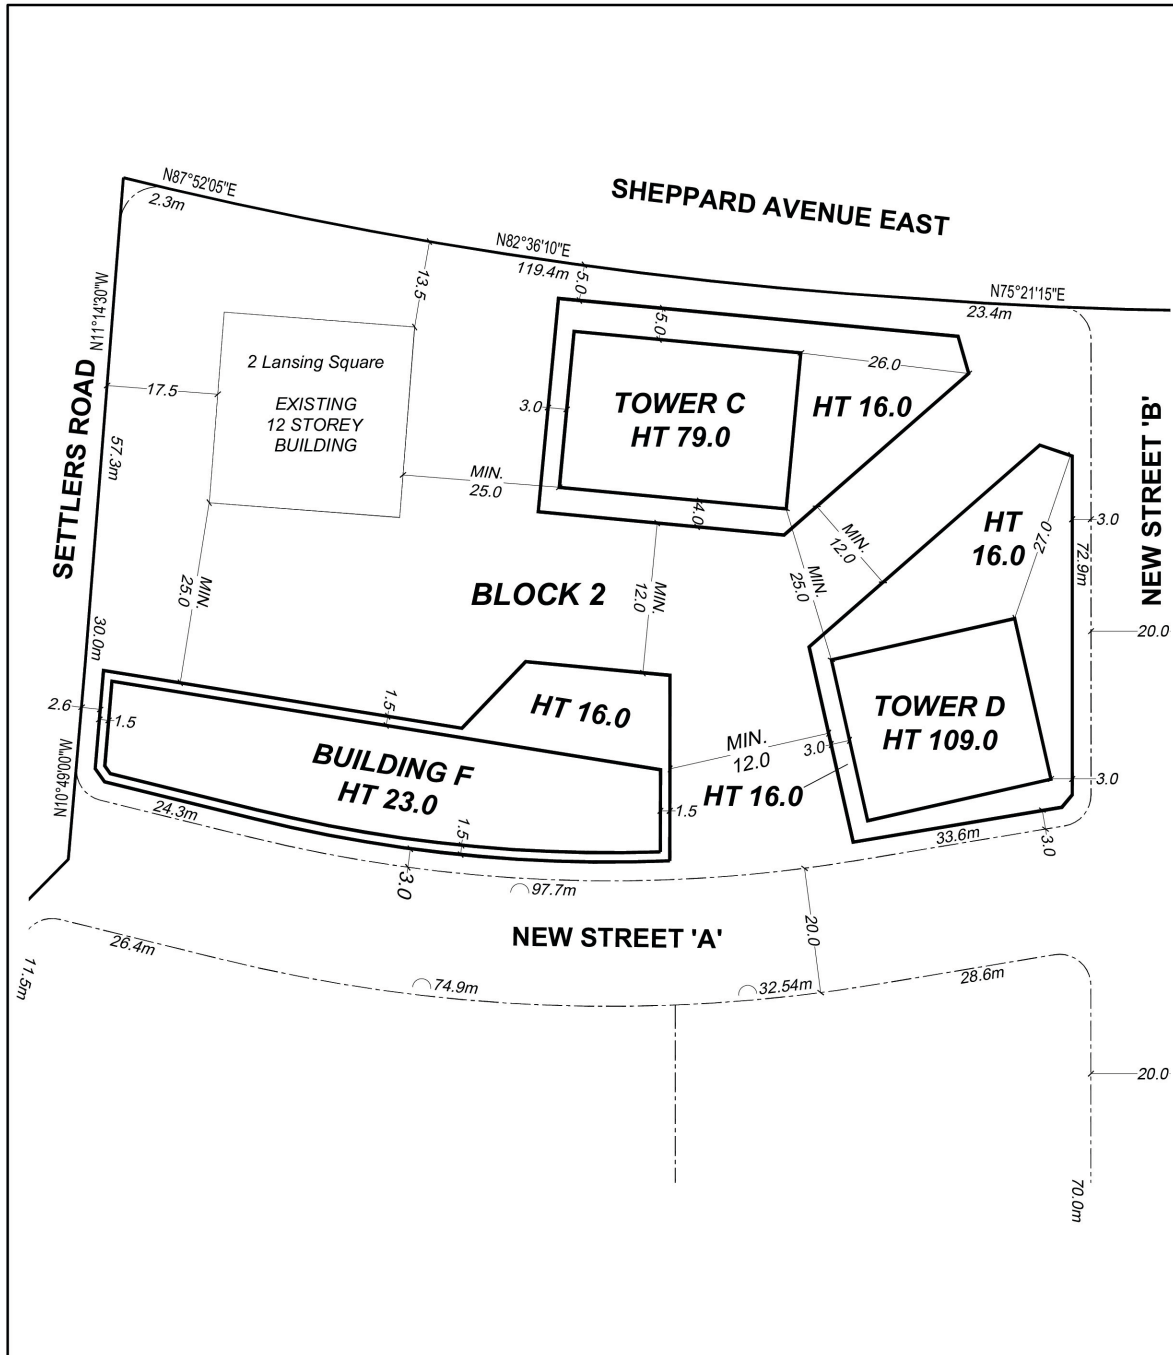 SHEPPARD AVENUE EAST
N87°52'05"E
2.3m
N82°36'10"E
119.4m
N75°21'15"E
23.4m
5.0
13.5
5.0
N11°14'30"W
2 Lansing Square
EXISTING
12 STOREY
BUILDING
17.5
SETTLERS ROAD
57.3m
3.0
TOWER C
HT 79.0
26.0
HT 16.0
NEW STREET 'B'
MIN.
25.0
4.0
MIN.
12.0
HT
16.0
27.0
3.0
72.9m
MIN.
25.0
BLOCK 2
MIN.
12.0
MIN.
25.0
20.0
30.0m
2.6
1.5
1.5
HT 16.0
TOWER D
HT 109.0
MIN.
12.0
3.0
BUILDING F
HT 23.0
HT 16.0
3.0
N10°49'00"W
24.3m
1.5
1.5
33.6m
3.0
3.0
97.7m
NEW STREET 'A'
20.0
26.4m
11.5m
74.9m
32.54m
28.6m
20.0
70.0m